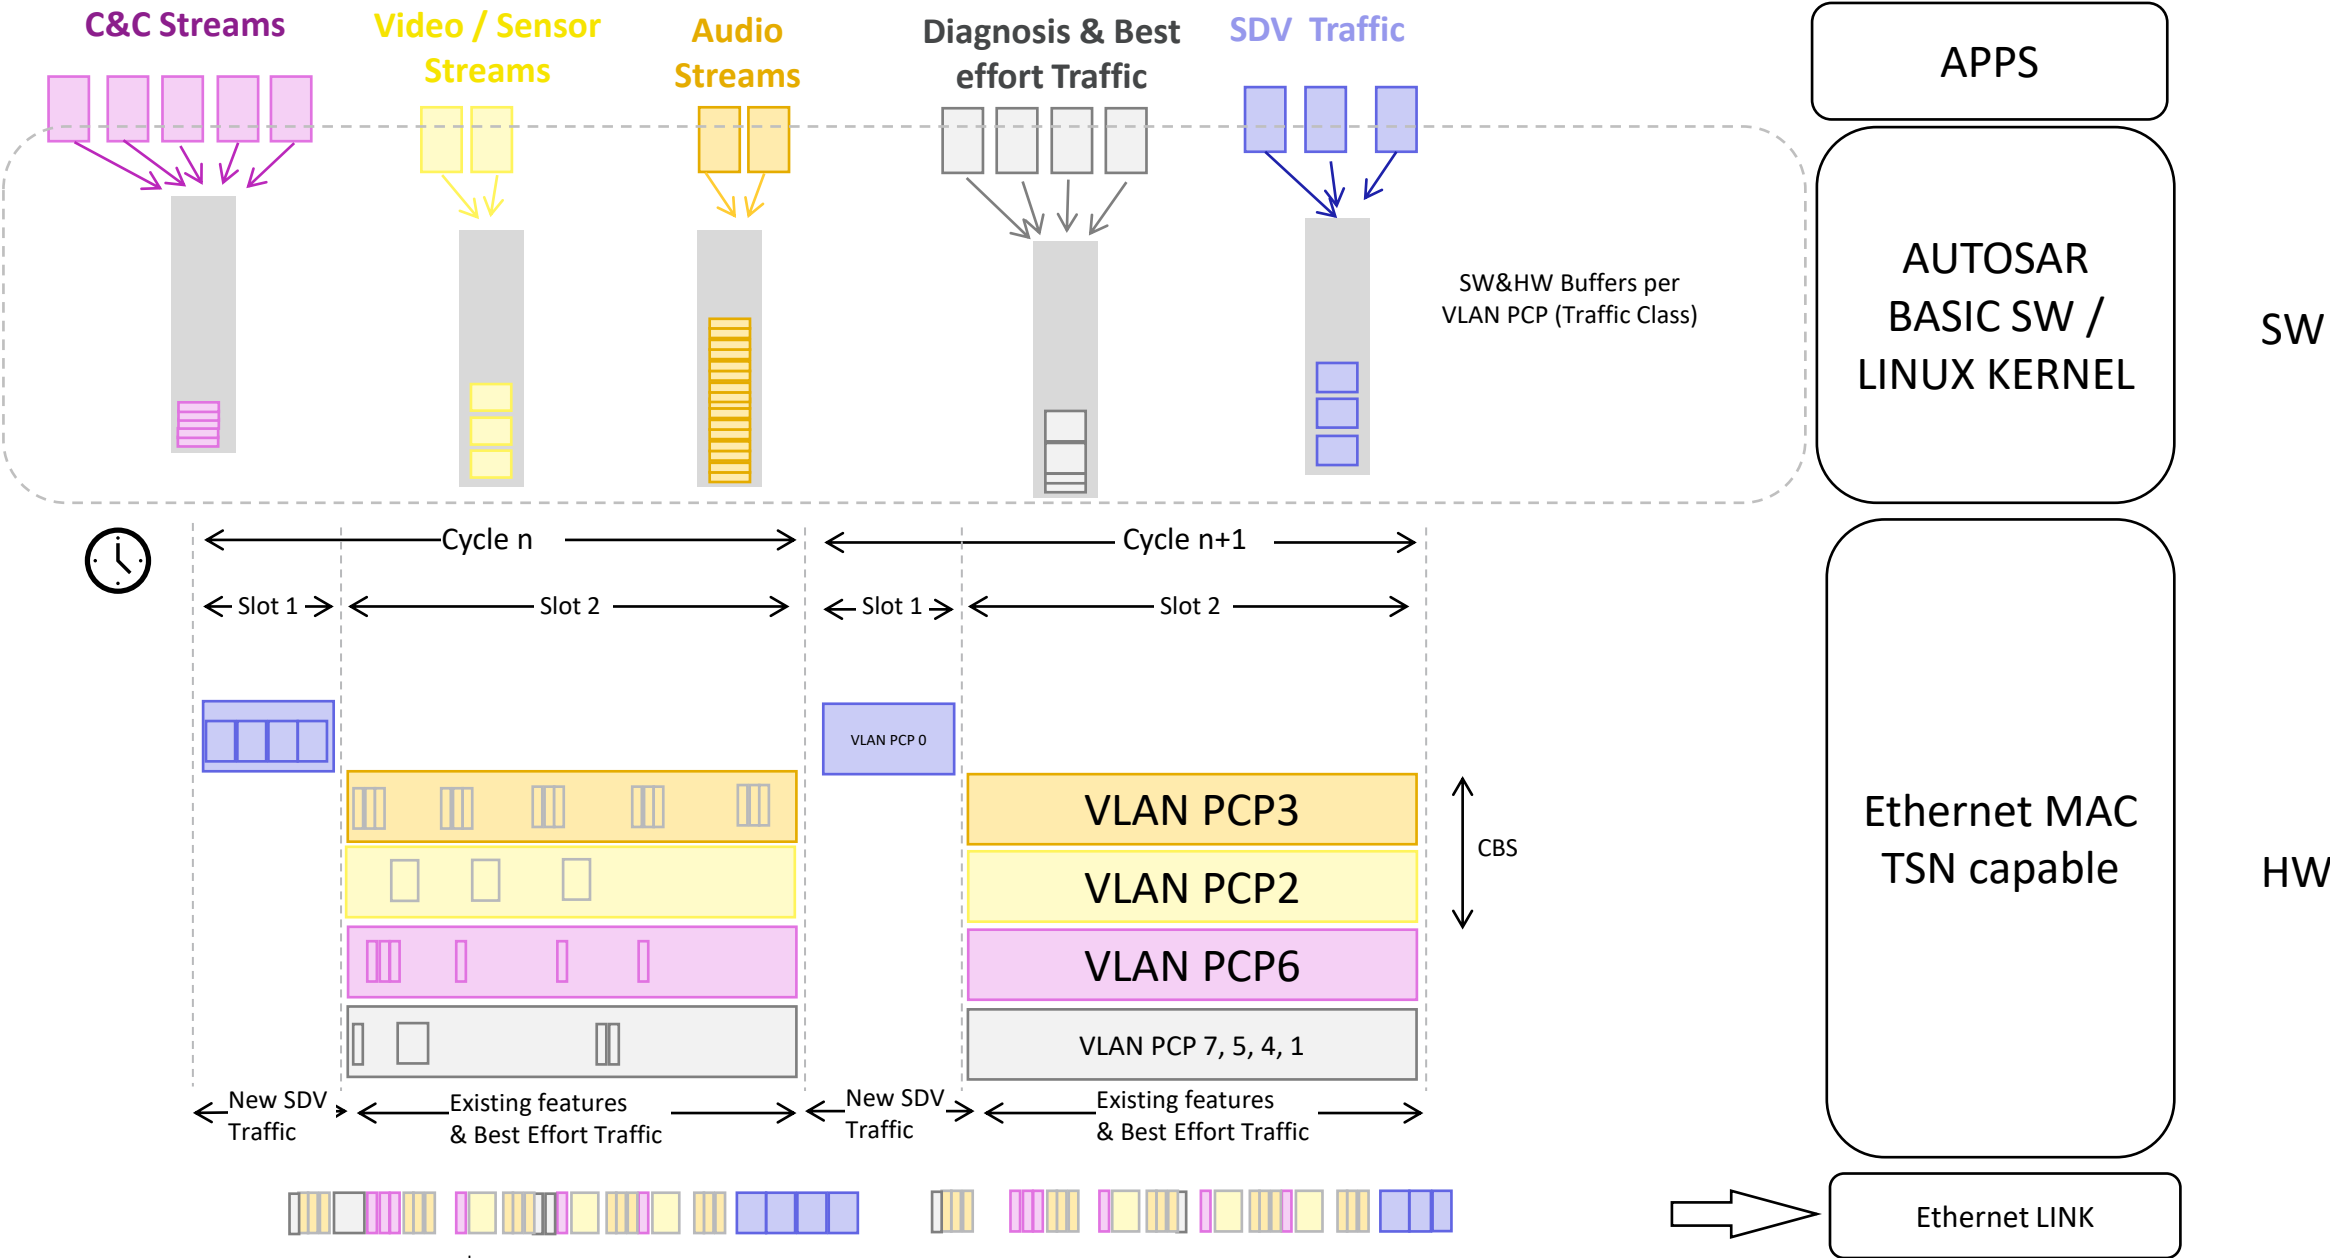 C&C Streams
Video / Sensor
Streams
Audio
Streams
Diagnosis & Best
effort Traffic
SDV Traffic
APPS
SW&HW Buffers per
VLAN PCP (Traffic Class)
AUTOSAR
BASIC SW /
LINUX KERNEL
SW
Cycle n
Cycle n+1
Slot 1
Slot 2
Slot 1
Slot 2
VLAN PCP 0
VLAN PCP3
VLAN PCP2
VLAN PCP6
VLAN PCP 7, 5, 4, 1
CBS
Ethernet MAC
TSN capable
HW
New SDV
Traffic
Existing features
& Best Effort Traffic
New SDV
Traffic
Existing features
& Best Effort Traffic
Ethernet LINK